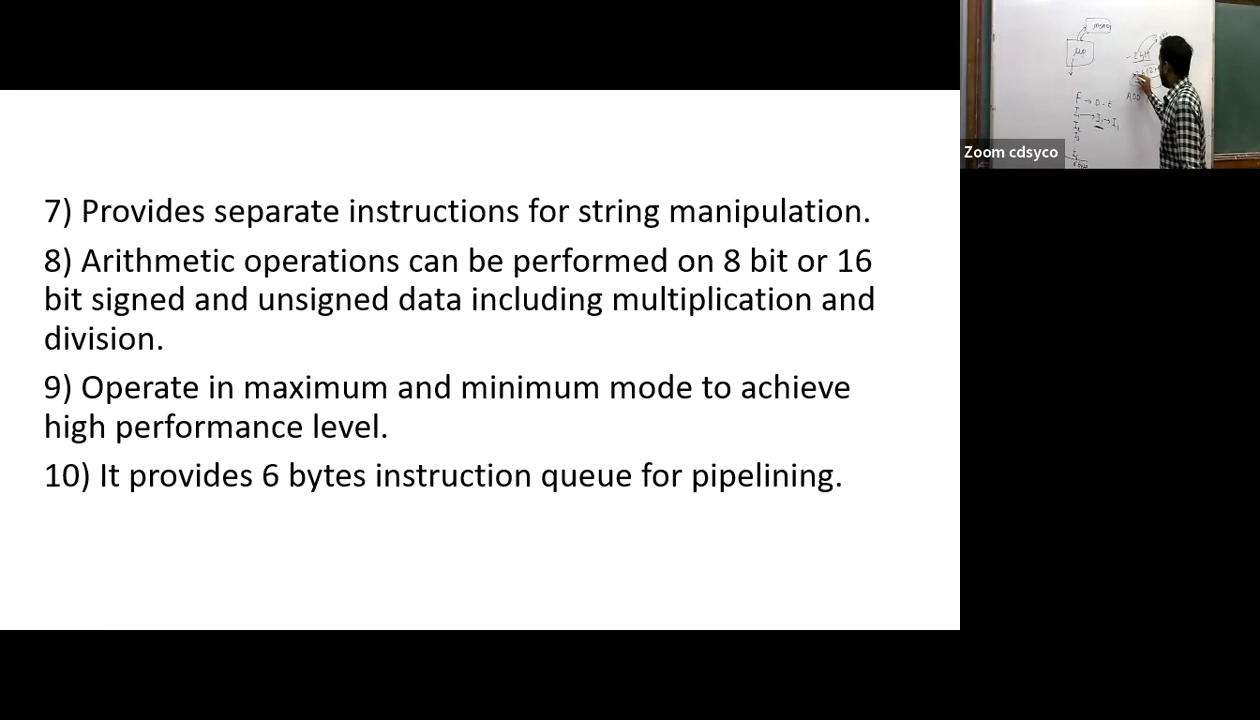 7) Provides separate instructions for string manipulation.
8) Arithmetic operations can be performed on 8 bit or 16
bit signed and unsigned data including multiplication and
division.
9) Operate in maximum and minimum mode to achieve
high performance level.
10) It provides 6 bytes instruction queue for pipelining.
Zoom cdsyco